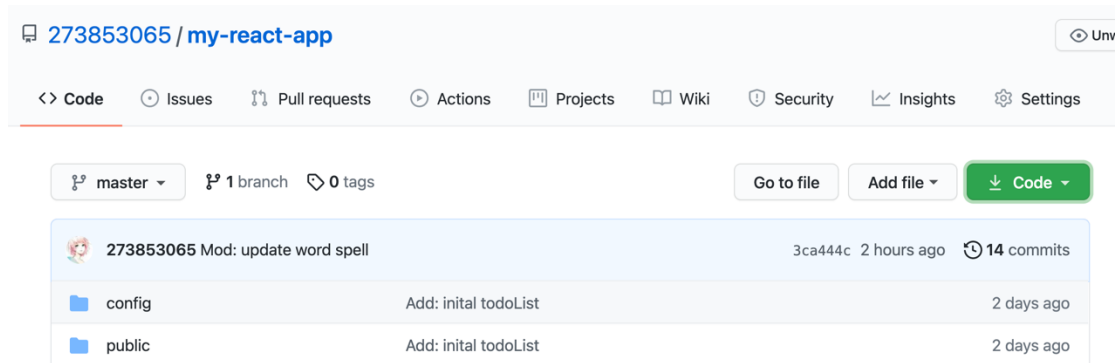 273853065 / my-react-app
Unw
<> Code Issues Pull requests Actions Projects Wiki Security Insights Settings
master 1 branch 0 tags Go to file Add file Code
273853065 Mod: update word spell 3ca444c 2 hours ago 14 commits
config Add: inital todoList 2 days ago
public Add: inital todoList 2 days ago